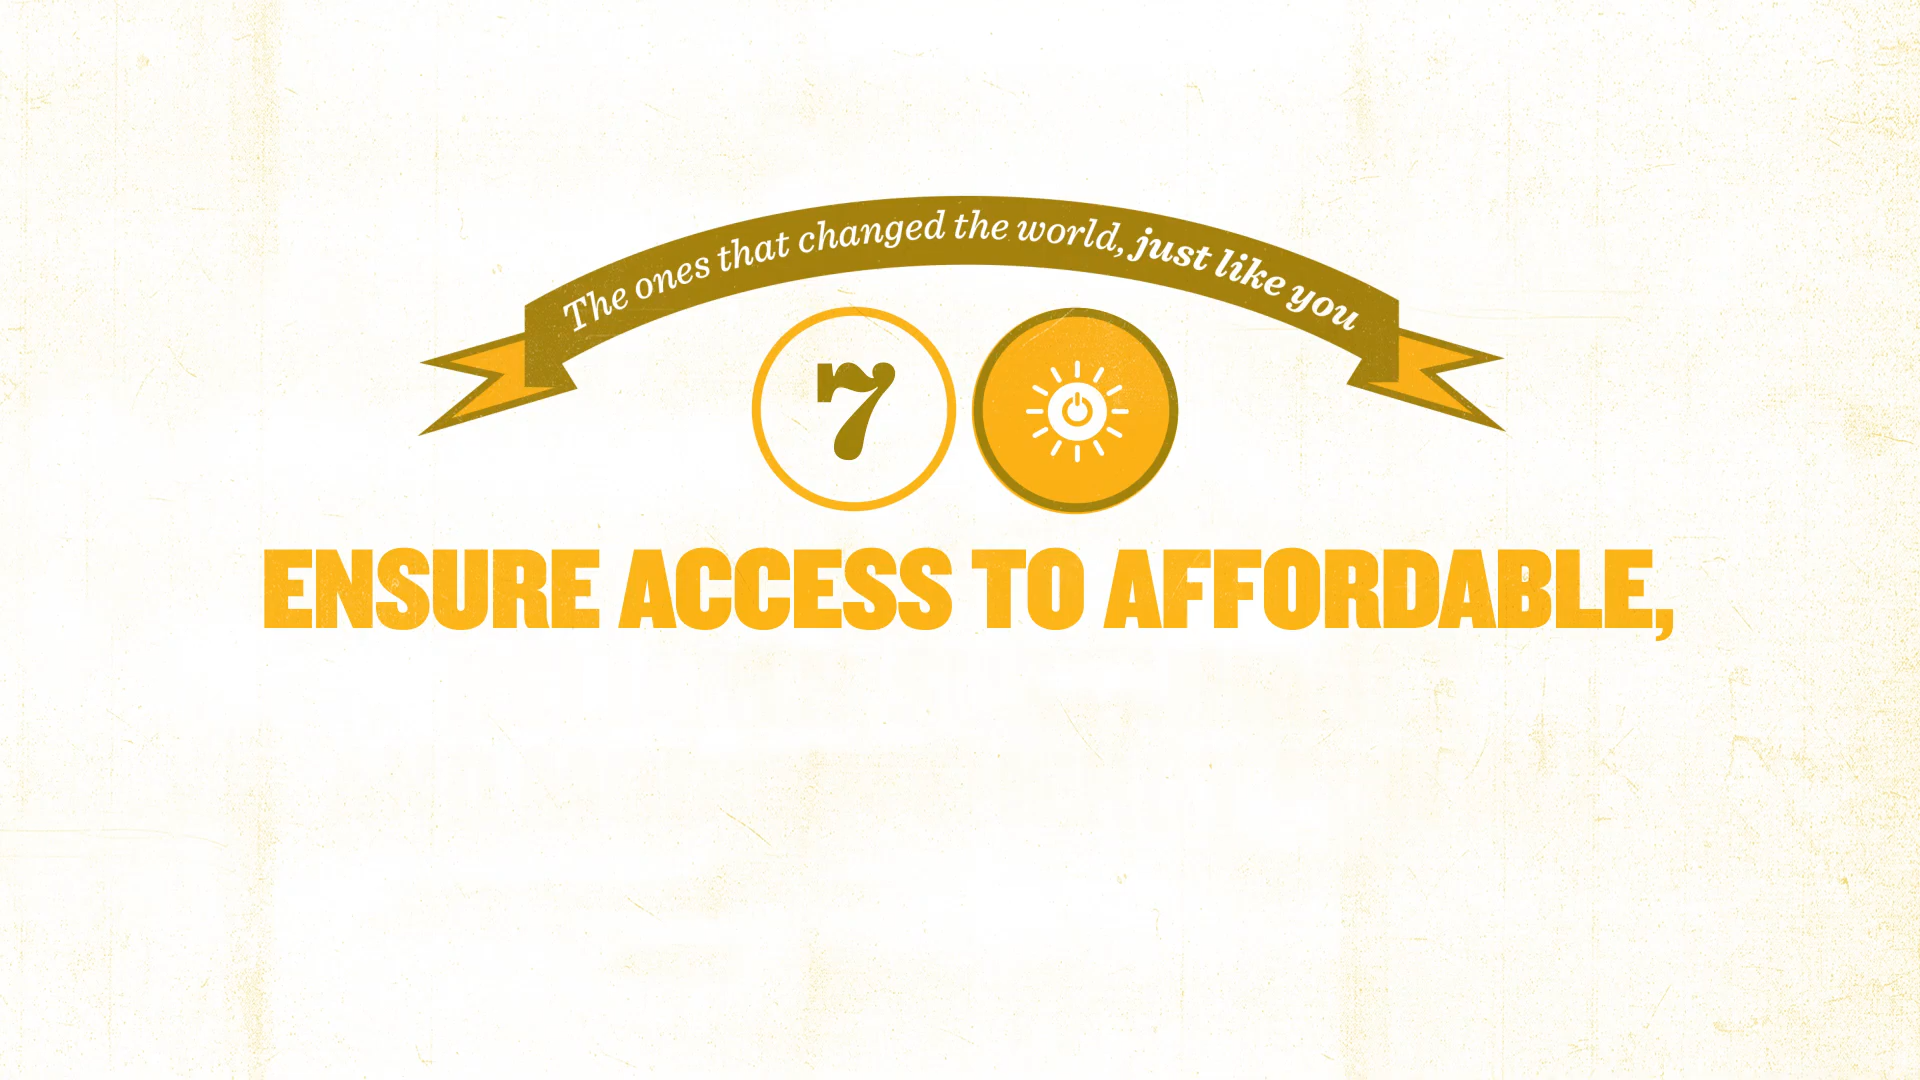 The ones that changed the world, just like you
7
ENSURE ACCESS TO AFFORDABLE,